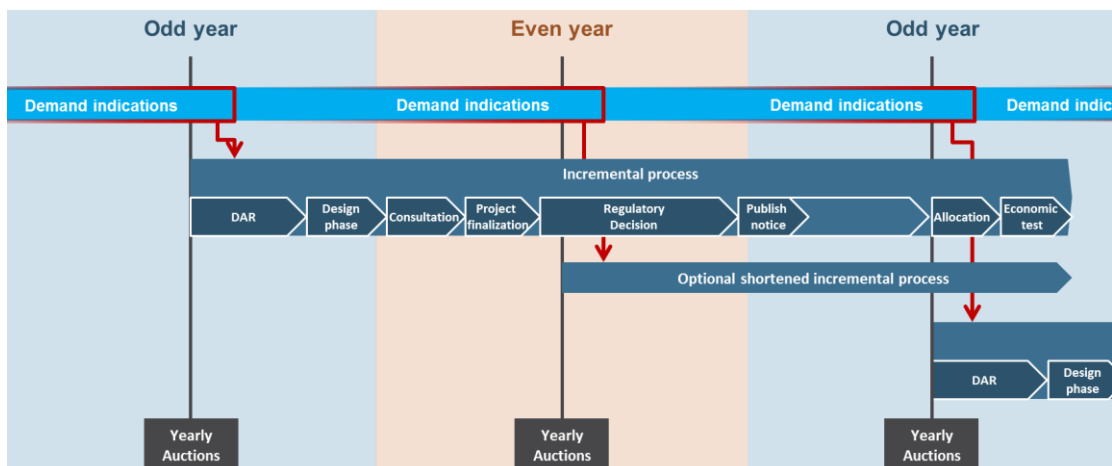 Odd year
Even year
Odd year
Demand indications
Demand indications
Demand indications
Demand indic
Incremental process
DAR
Design
phase
Consultation
Project
finalization
Regulatory
Decision
Publish
notice
Allocation
Economic
test
Optional shortened incremental process
DAR
Design
phase
Yearly
Auctions
Yearly
Auctions
Yearly
Auctions